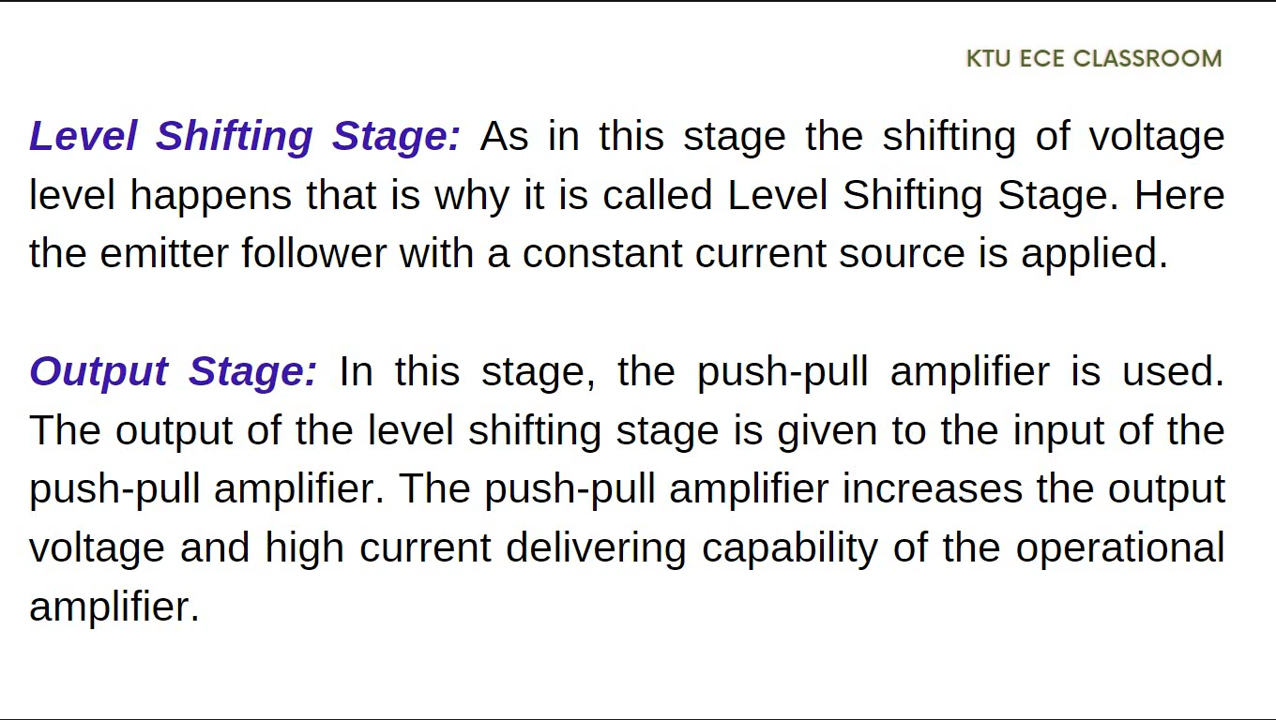 KTU ECE CLASSROOM
Level Shifting Stage: As in this stage the shifting of voltage
level happens that is why it is called Level Shifting Stage. Here
the emitter follower with a constant current source is applied.
Output Stage: In this stage, the push-pull amplifier is used.
The output of the level shifting stage is given to the input of the
push-pull amplifier. The push-pull amplifier increases the output
voltage and high current delivering capability of the operational
amplifier.